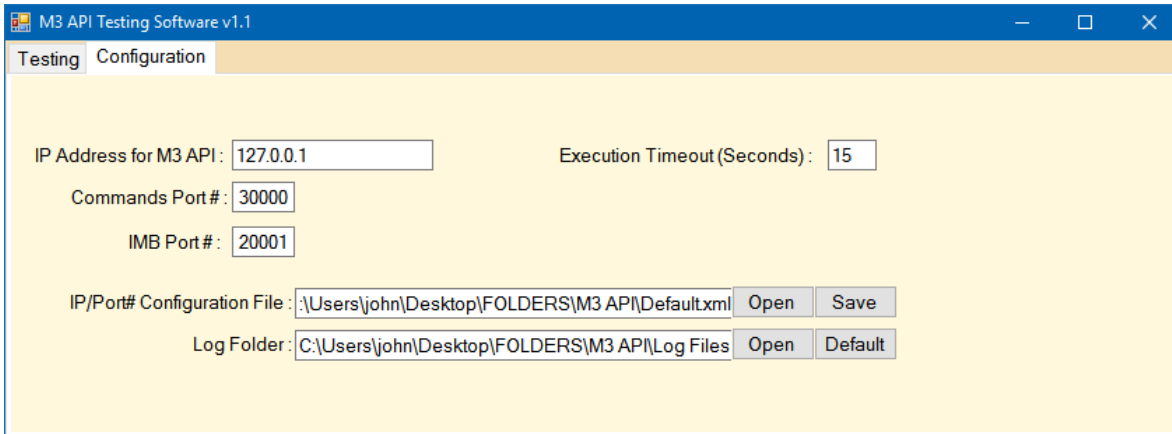 M3 API Testing Software v1.1
Testing Configuration
IP Address for M3 API : 127.0.0.1 Execution Timeout (Seconds) : 15
Commands Port # : 30000
IMB Port # : 20001
IP/Port# Configuration File : :\Users\john\Desktop\FOLDERS\M3 API\Default.xml Open Save
Log Folder : C:\Users\john\Desktop\FOLDERS\M3 API\Log Files Open Default